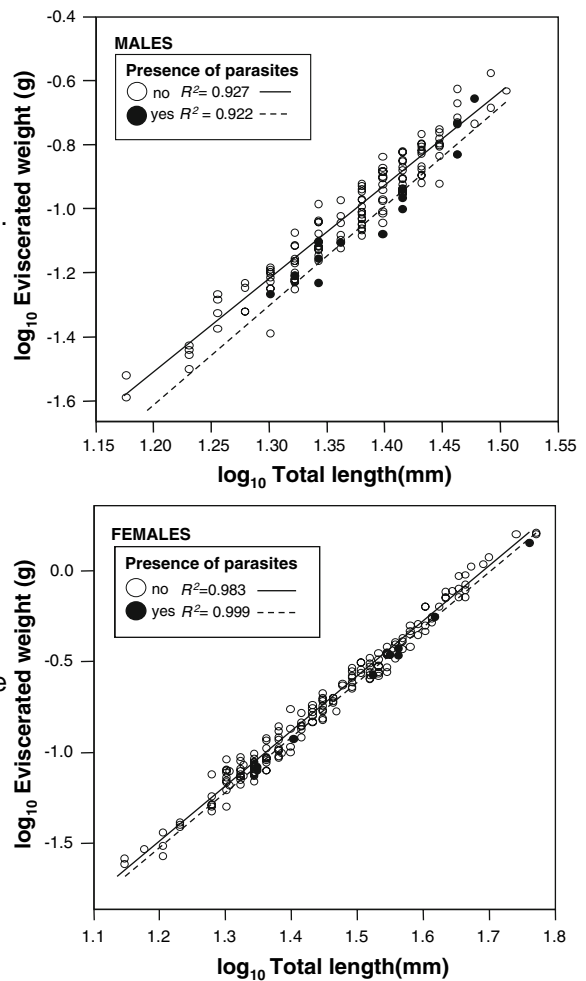 MALES
Presence of parasites
no R²= 0.927
yes R² = 0.922
log₁₀ Eviscerated weight (g)
-0.4
-0.6
-0.8
-1.0
-1.2
-1.4
-1.6
1.15 1.20 1.25 1.30 1.35 1.40 1.45 1.50 1.55
log₁₀ Total length(mm)
FEMALES
Presence of parasites
no R²=0.983
yes R²= 0.999
log₁₀ Eviscerated weight (g)
0.0
-0.5
-1.0
-1.5
1.1 1.2 1.3 1.4 1.5 1.6 1.7 1.8
log₁₀ Total length(mm)